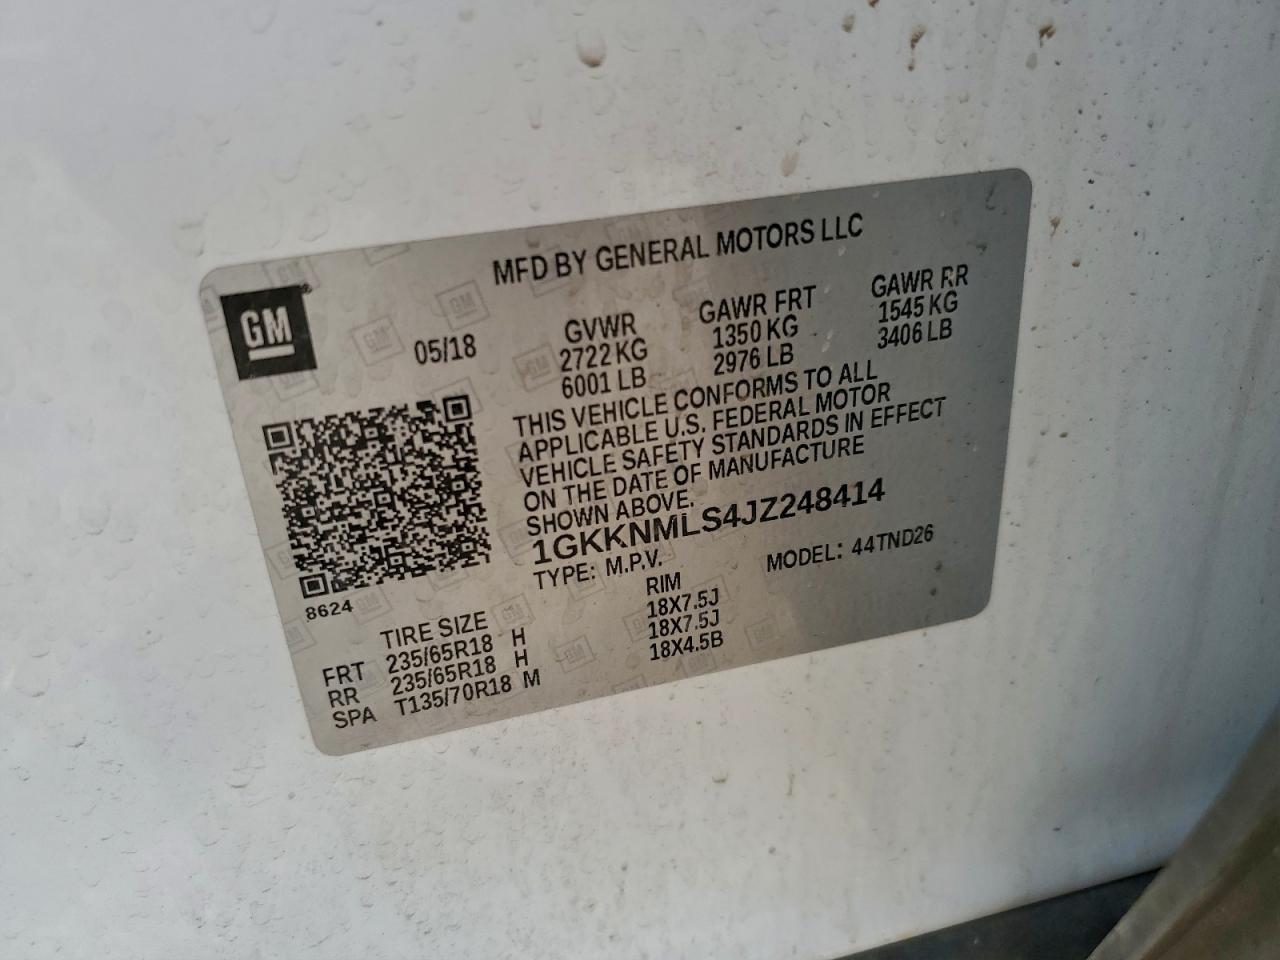 MFD BY GENERAL MOTORS LLC
GM
05/18
GVWR GAWR FRT GAWR RR
2722 KG 1350 KG 1545 KG
6001 LB 2976 LB 3406 LB
THIS VEHICLE CONFORMS TO ALL
APPLICABLE U.S. FEDERAL MOTOR
VEHICLE SAFETY STANDARDS IN EFFECT
ON THE DATE OF MANUFACTURE
SHOWN ABOVE.
1GKKNMLS4JZ248414
TYPE: M.P.V. MODEL: 44TND26
8624
TIRE SIZE RIM
FRT 235/65R18 H 18X7.5J
RR 235/65R18 H 18X7.5J
SPA T135/70R18 M 18X4.5B